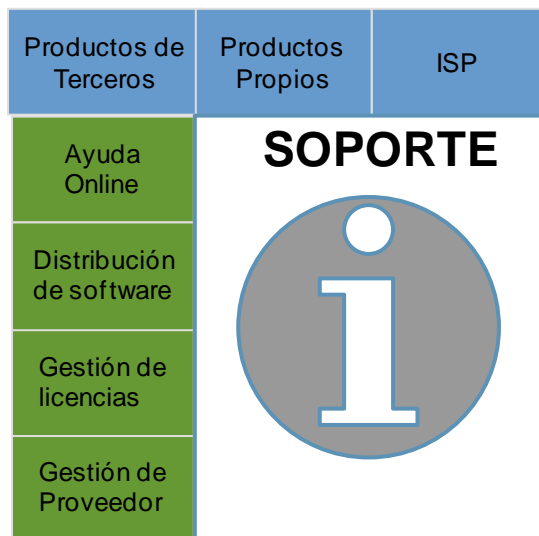 Productos de
Terceros
Productos
Propios
ISP
SOPORTE
Ayuda
Online
Distribución
de software
Gestión de
licencias
Gestión de
Proveedor